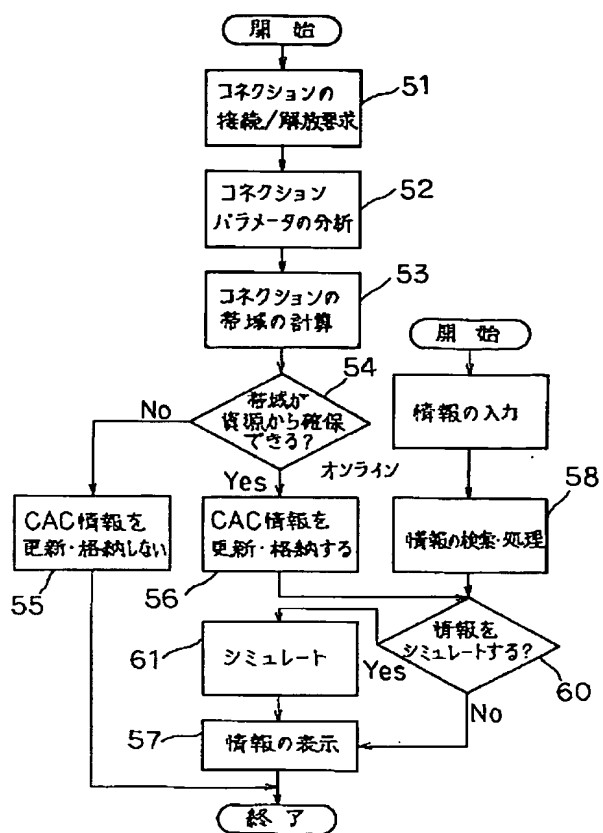 開始
コネクションの
接続/解放要求
51
コネクション
パラメータの分析
52
コネクションの
帯域の計算
53
帯域が
資源から確保
できる?
54
No
Yes
オンライン
CAC情報を
更新・格納しない
55
CAC情報を
更新・格納する
56
開始
情報の入力
情報の検索・処理
58
情報を
シミュレートする?
60
Yes
No
シミュレート
61
情報の表示
57
終了